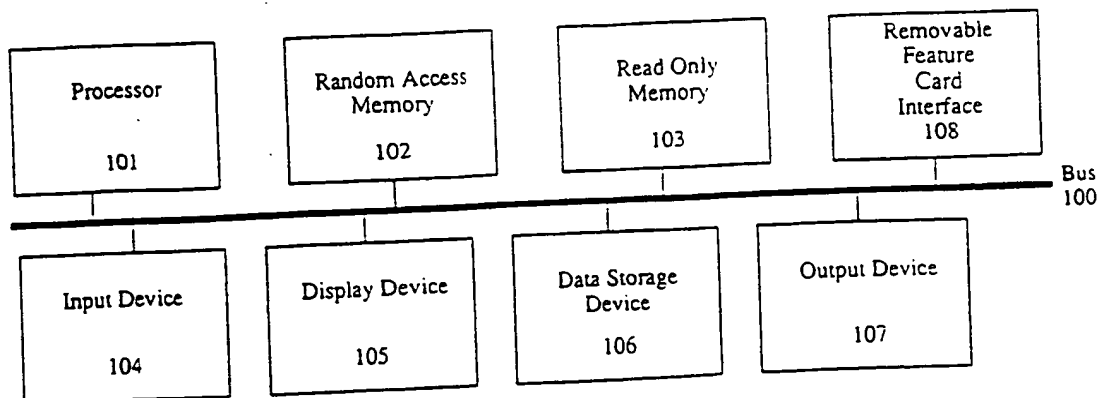 Processor
101
Random Access
Memory
102
Read Only
Memory
103
Removable
Feature
Card
Interface
108
Bus
100
Input Device
104
Display Device
105
Data Storage
Device
106
Output Device
107